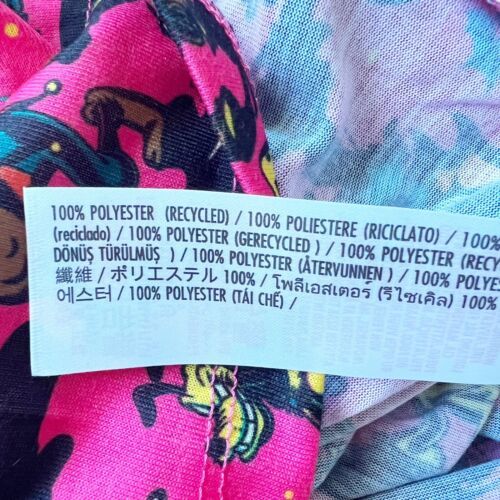 100% POLYESTER (RECYCLED) / 100% POLIESTERE (RICICLATO) / 100%
(reciclado) / 100% POLYESTER (GERECYCLED ) / 100% POLYESTER (RECY
DÖNÜŞ TÜRÜLMÜŞ ) / 100% POLYESTER (ÅTERVUNNEN ) / 100% POLYES
纖維 / ポリエステル 100% / โพลีเอสเตอร์ (รีไซเคิล) 100%
에스터 / 100% POLYESTER (TÁI CHẾ) /